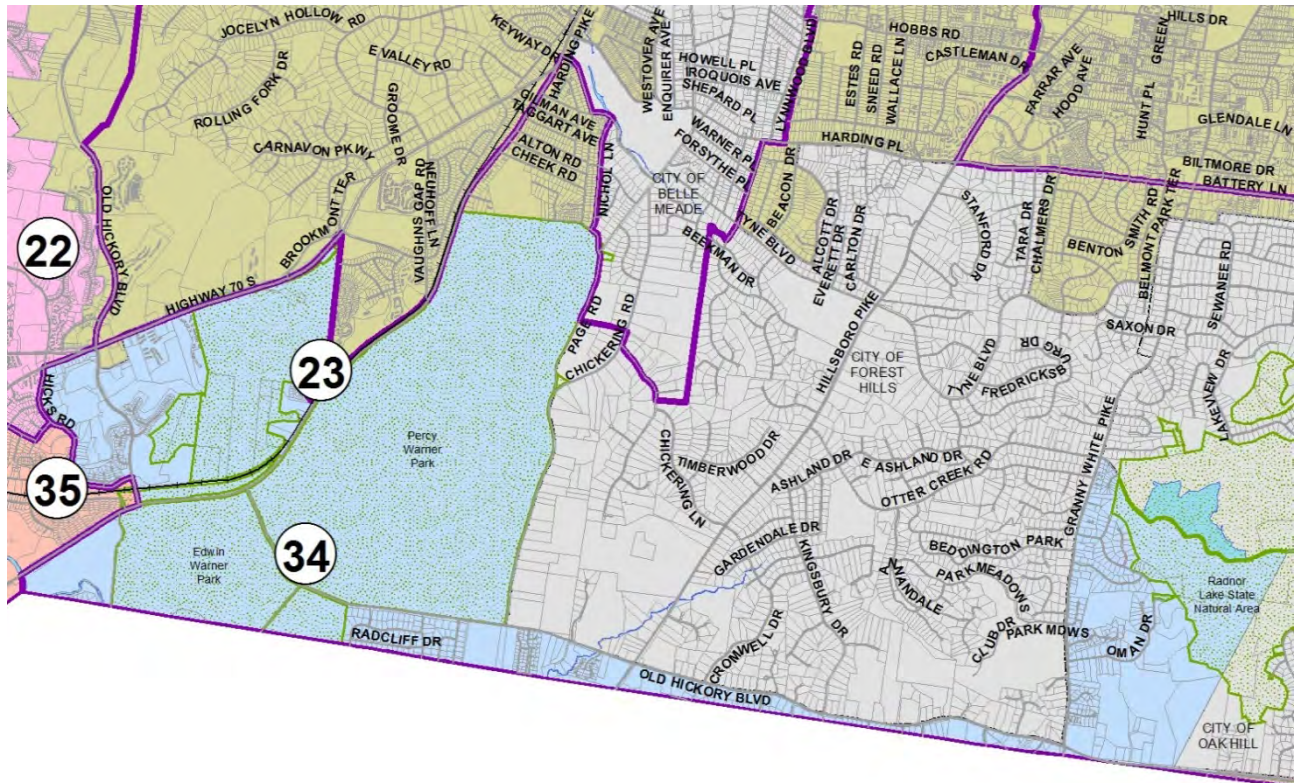 JOCELYN HOLLOW RD
KEYWAY DR
HARDING PIKE
E VALLEY RD
ROLLING FORK DR
GROOME DR
CARNAVON PKWY
NEUHOFF LN
VAUGHNS GAP RD
GILMAN AVE
TAGGART AVE
ALTON RD
CHEEK RD
NICHOL LN
WESTOVER AVE
ENQUIRER AVE
HOWELL PL
IROQUOIS AVE
SHEPARD PL
WARNER PL
FORSYTHE PL
LYNNWOOD BLVD
CITY OF
BELLE
MEADE
ESTES RD
SNEED RD
WALLACE LN
HOBBS RD
CASTLEMAN DR
FARRAR AVE
HOOD AVE
HUNT PL
GREEN
HILLS DR
GLENDALE LN
HARDING PL
BILTMORE DR
BATTERY LN
22
OLD HICKORY BLVD
HIGHWAY 70 S
BROOKMONT TER
BEACON DR
TYNE BLVD
BEEKMAN DR
ALCOTT DR
EVERETT DR
CARLTON DR
STANFORD DR
TARA DR
CHALMERS DR
BENTON
SMITH RD
BELMONT PARK TER
SEWANEE RD
SAXON DR
LAKEVIEW DR
HILLSBORO PIKE
CITY OF
FOREST
HILLS
TYNE BLVD
FREDRICKSBURG DR
PAGE RD
CHICKERING RD
23
HICKS RD
35
Percy
Warner
Park
CHICKERING LN
TIMBERWOOD DR
ASHLAND DR
E ASHLAND DR
OTTER CREEK RD
GRANNY WHITE PIKE
34
Edwin
Warner
Park
GARDENDALE DR
KINGSBURY DR
BEDDINGTON PARK
ANNANDALE
PARK MEADOWS
CLUB DR
PARK MDWS
OMAN DR
Radnor
Lake State
Natural Area
RADCLIFF DR
CROMWELL DR
OLD HICKORY BLVD
CITY OF
OAK HILL